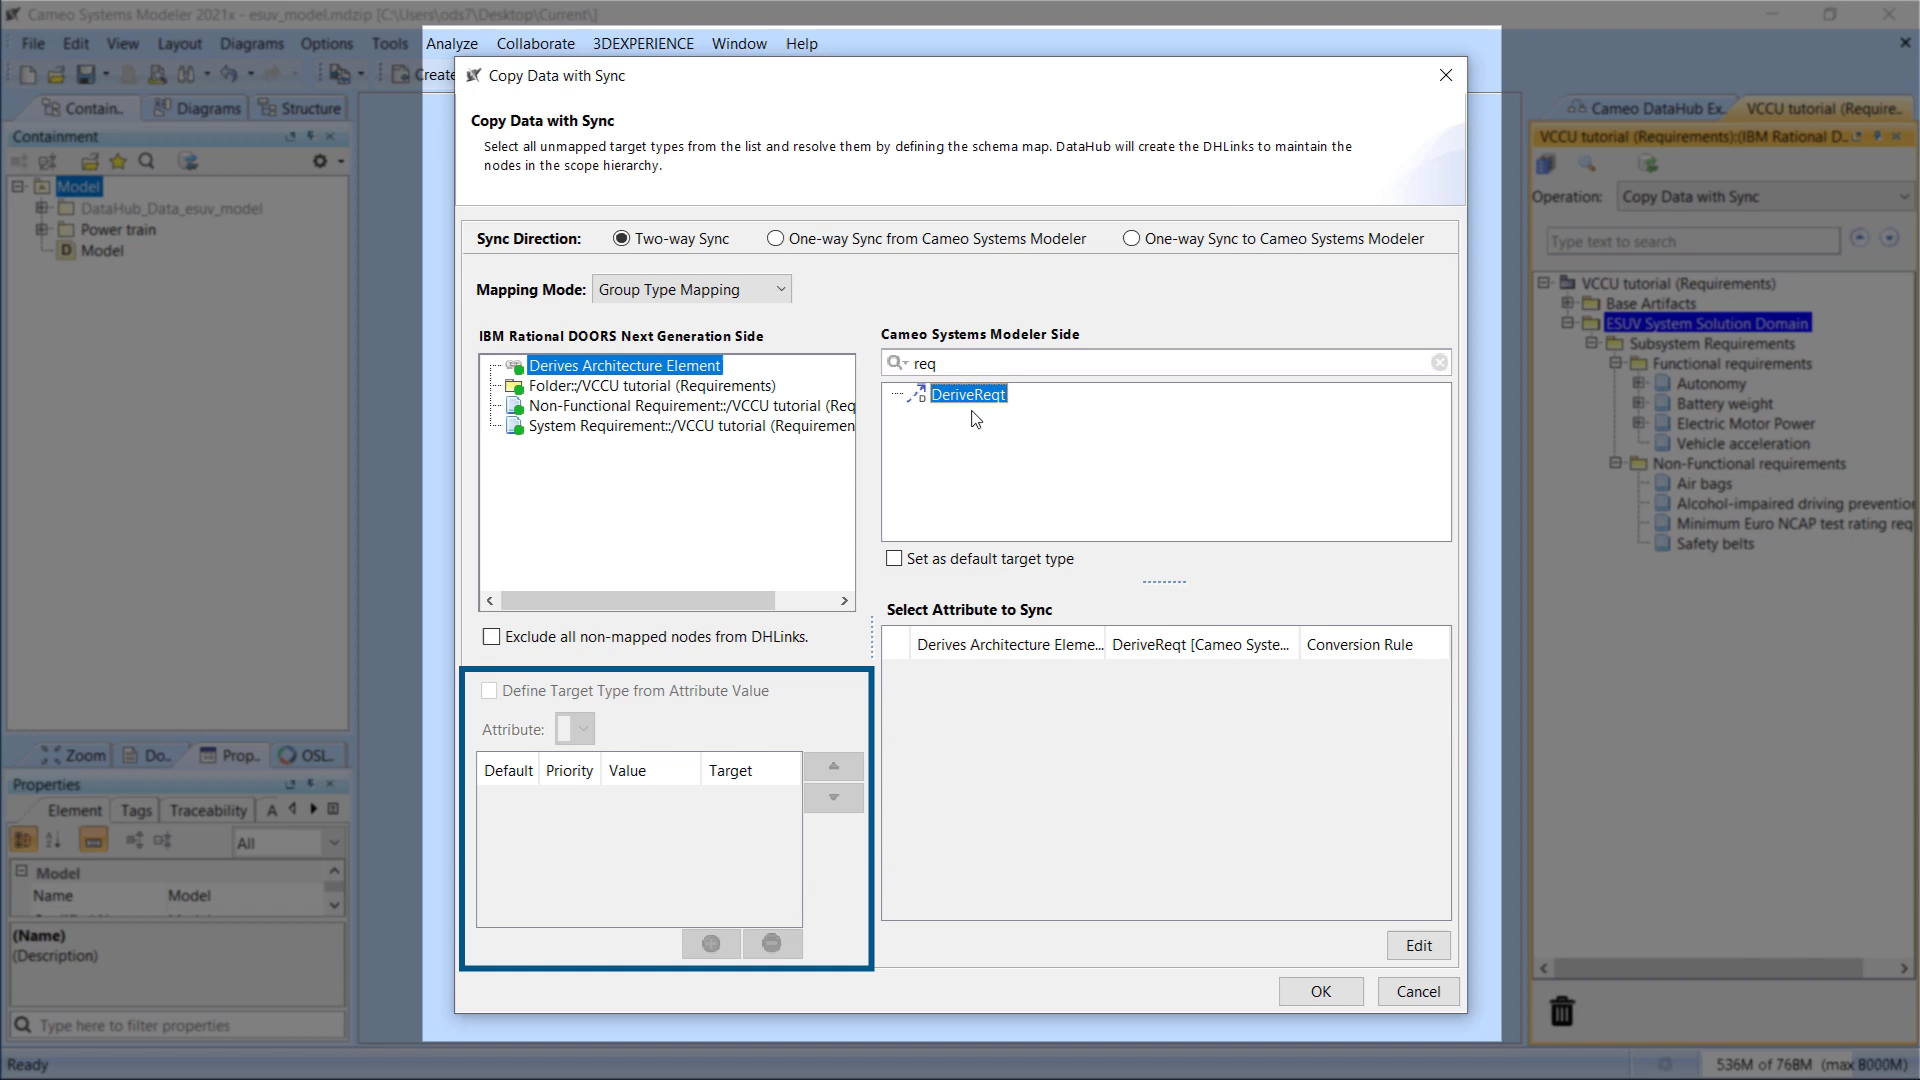 Cameo Systems Modeler 2021x - esuv_model.mdzip [C:\Users\ods7\Desktop\Current\]
File Edit View Layout Diagrams Options Tools Analyze Collaborate 3DEXPERIENCE Window Help
Create
Contain.. Diagrams Structure
Containment
Model
DataHub_Data_esuv_model
Power train
Model
Zoom Do.. Prop.. OSL..
Properties
Element Tags Traceability A
All
Model
Name Model
(Name)
(Description)
Type here to filter properties
Ready
Copy Data with Sync
Copy Data with Sync
Select all unmapped target types from the list and resolve them by defining the schema map. DataHub will create the DHLinks to maintain the
nodes in the scope hierarchy.
Sync Direction: Two-way Sync One-way Sync from Cameo Systems Modeler One-way Sync to Cameo Systems Modeler
Mapping Mode: Group Type Mapping
IBM Rational DOORS Next Generation Side
Derives Architecture Element
Folder::/VCCU tutorial (Requirements)
Non-Functional Requirement::/VCCU tutorial (Req
System Requirement::/VCCU tutorial (Requiremen
Exclude all non-mapped nodes from DHLinks.
Define Target Type from Attribute Value
Attribute:
Default Priority Value Target
Cameo Systems Modeler Side
req
DeriveReqt
Set as default target type
Select Attribute to Sync
Derives Architecture Eleme... DeriveReqt [Cameo Syste... Conversion Rule
Edit
OK Cancel
Cameo DataHub Ex.. VCCU tutorial (Require..
VCCU tutorial (Requirements):(IBM Rational D..
Operation: Copy Data with Sync
Type text to search
VCCU tutorial (Requirements)
Base Artifacts
ESUV System Solution Domain
Subsystem Requirements
Functional requirements
Autonomy
Battery weight
Electric Motor Power
Vehicle acceleration
Non-Functional requirements
Air bags
Alcohol-impaired driving prevention
Minimum Euro NCAP test rating req
Safety belts
536M of 768M (max 8000M)